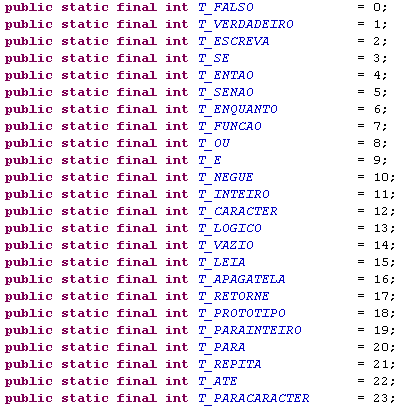 public static final int T_FALSO = 0;
public static final int T_VERDADEIRO = 1;
public static final int T_ESCREVA = 2;
public static final int T_SE = 3;
public static final int T_ENTAO = 4;
public static final int T_SENAO = 5;
public static final int T_ENQUANTO = 6;
public static final int T_FUNCAO = 7;
public static final int T_OU = 8;
public static final int T_E = 9;
public static final int T_NEGUE = 10;
public static final int T_INTEIRO = 11;
public static final int T_CARACTER = 12;
public static final int T_LOGICO = 13;
public static final int T_VAZIO = 14;
public static final int T_LEIA = 15;
public static final int T_APAGATELA = 16;
public static final int T_RETORNE = 17;
public static final int T_PROTOTIPO = 18;
public static final int T_PARAINTEIRO = 19;
public static final int T_PARA = 20;
public static final int T_REPITA = 21;
public static final int T_ATE = 22;
public static final int T_PARACARACTER = 23;